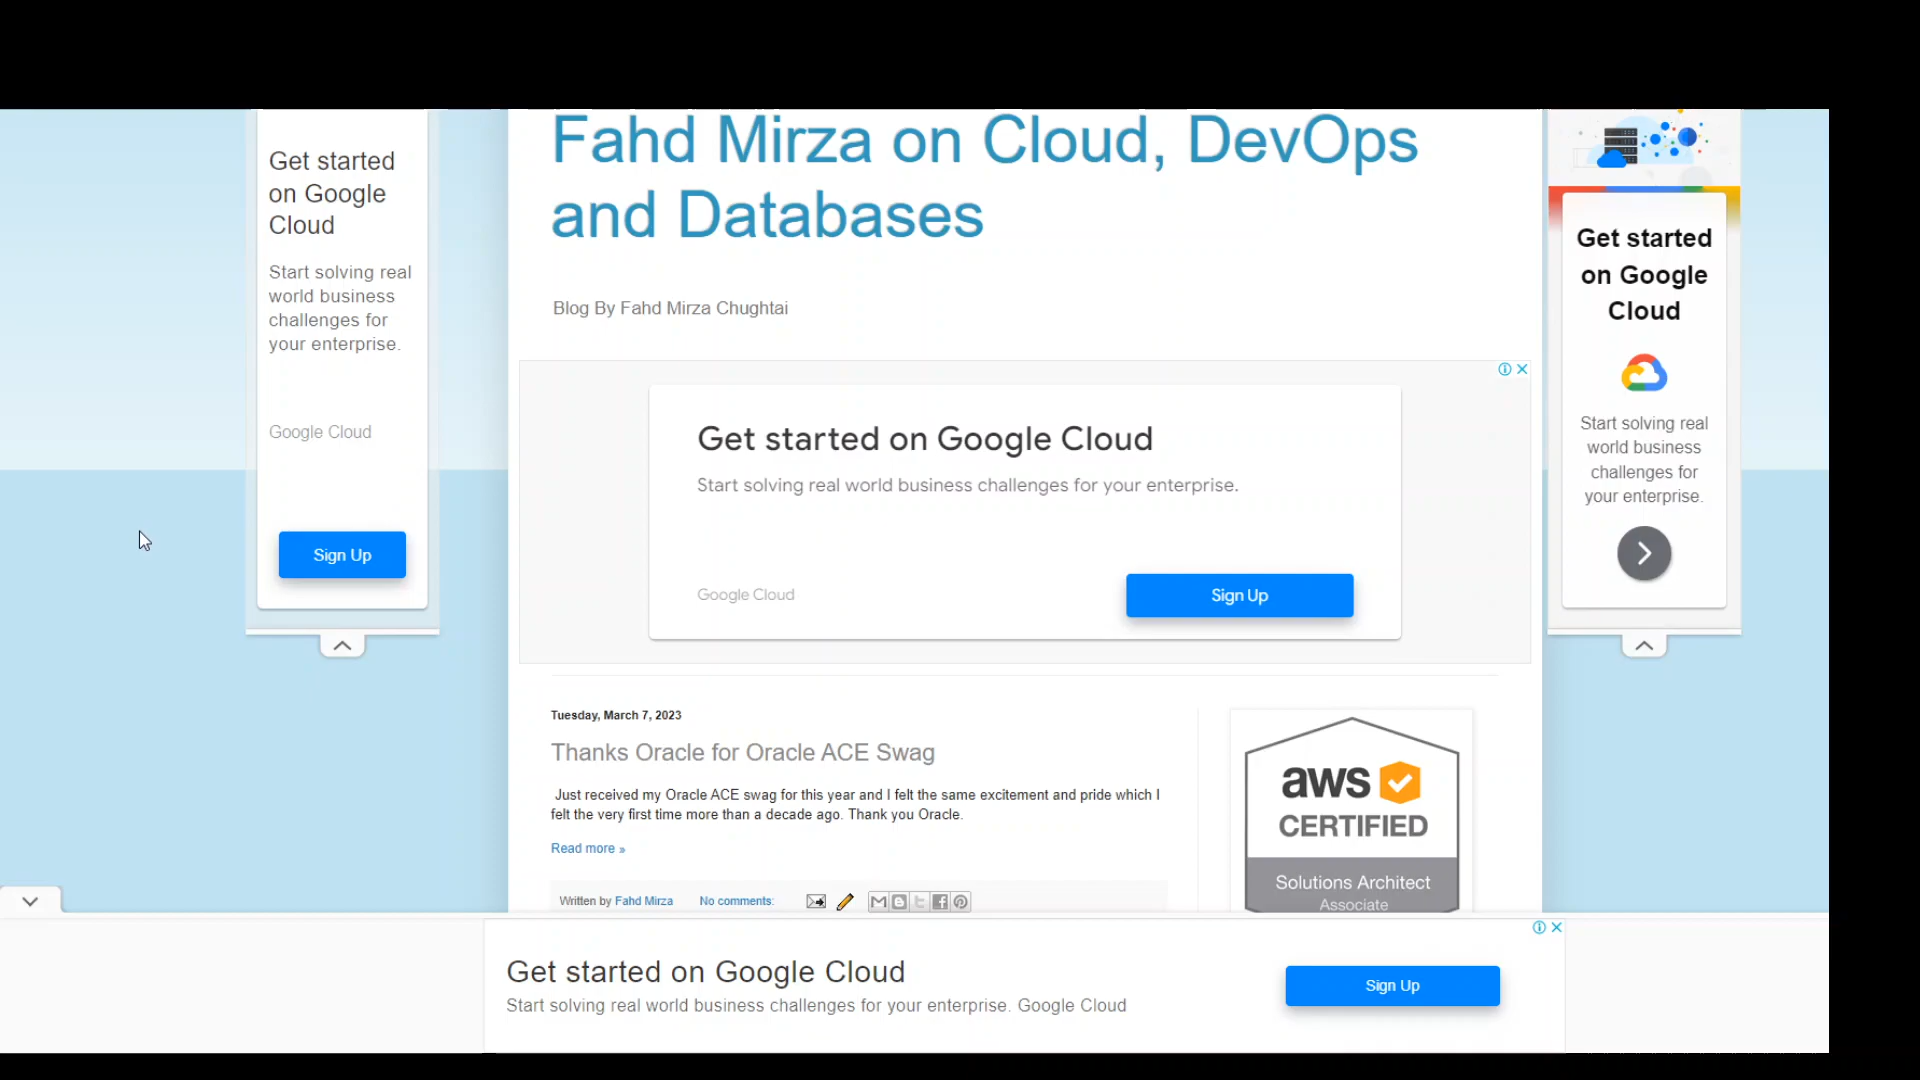 Get started
on Google
Cloud
Start solving real
world business
challenges for
your enterprise.
Google Cloud
Sign Up
Fahd Mirza on Cloud, DevOps
and Databases
Blog By Fahd Mirza Chughtai
Get started on Google Cloud
Start solving real world business challenges for your enterprise.
Google Cloud
Sign Up
Get started
on Google
Cloud
Start solving real
world business
challenges for
your enterprise.
Tuesday, March 7, 2023
Thanks Oracle for Oracle ACE Swag
Just received my Oracle ACE swag for this year and I felt the same excitement and pride which I
felt the very first time more than a decade ago. Thank you Oracle.
Read more »
Written by Fahd Mirza No comments:
aws
CERTIFIED
Solutions Architect
Associate
Get started on Google Cloud
Start solving real world business challenges for your enterprise. Google Cloud
Sign Up